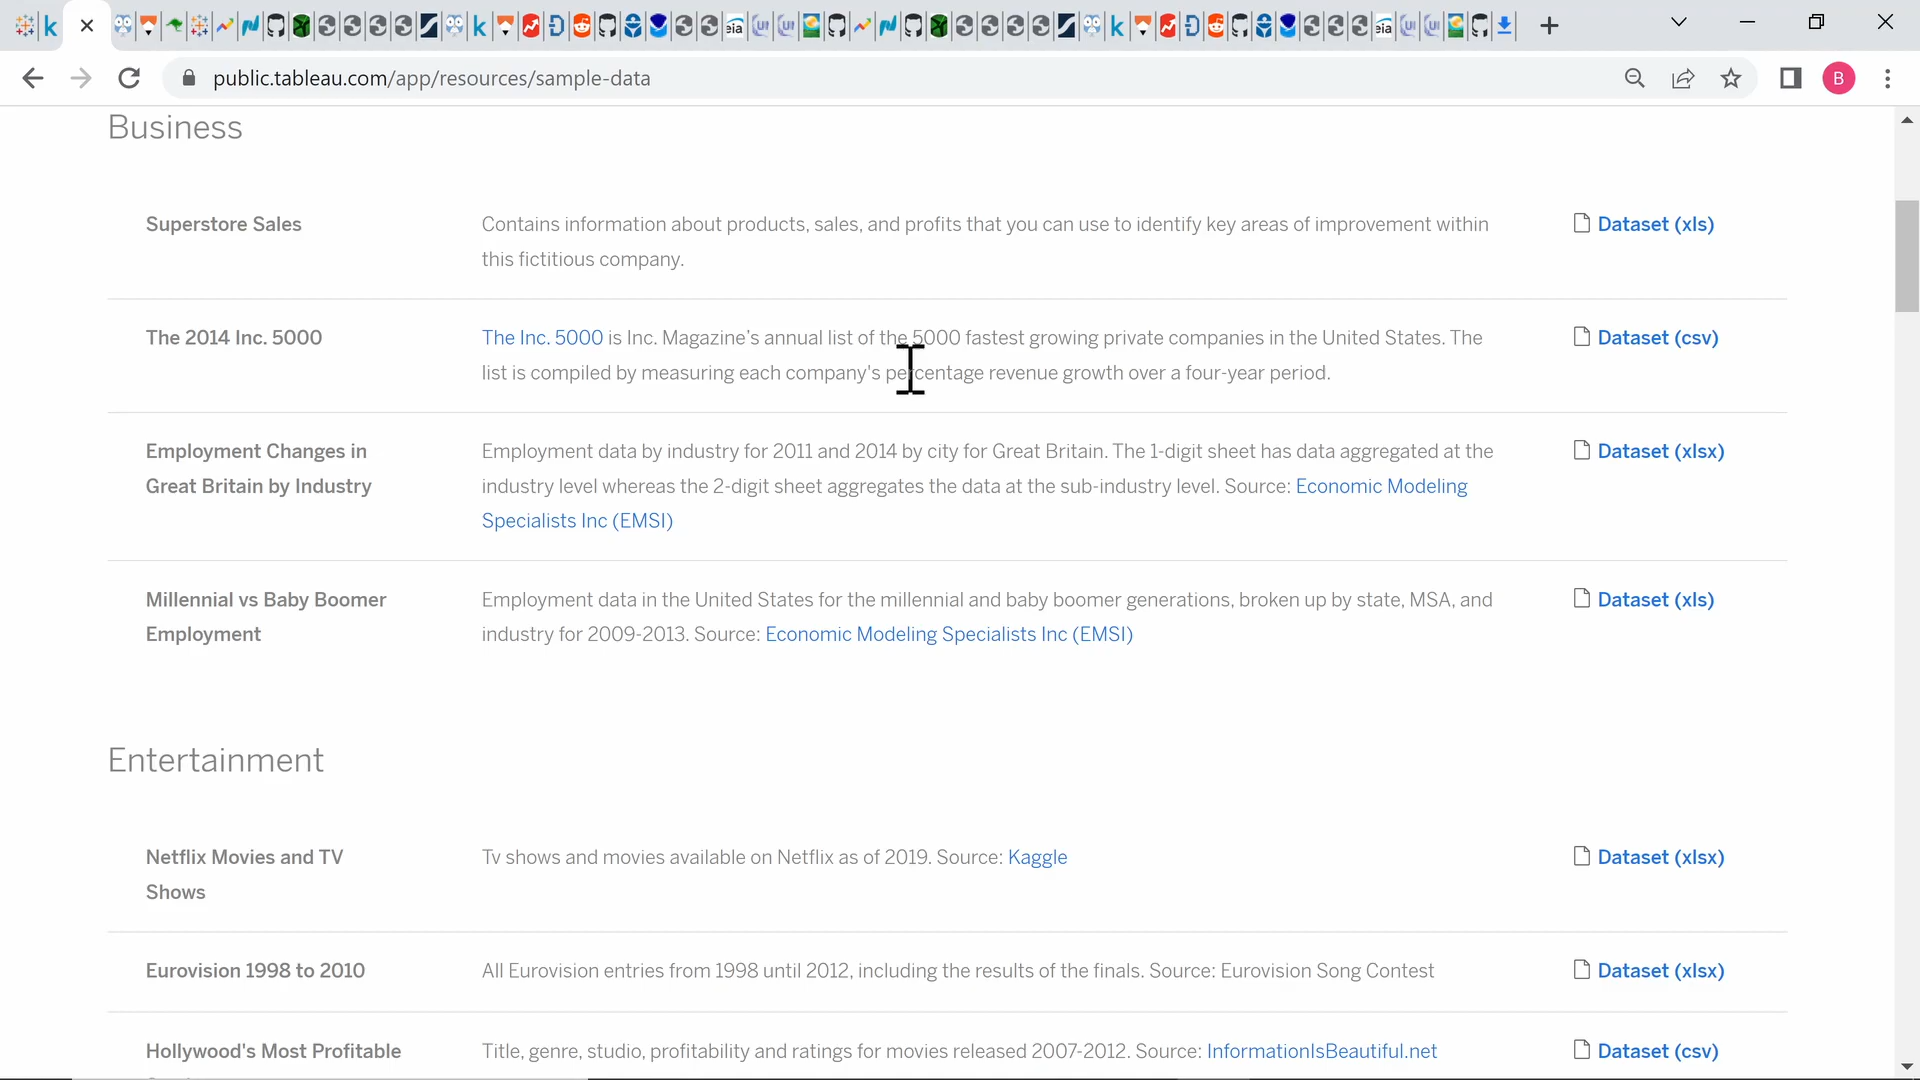 public.tableau.com/app/resources/sample-data
B
Business
Superstore Sales
Contains information about products, sales, and profits that you can use to identify key areas of improvement within
this fictitious company.
Dataset (xls)
The 2014 Inc. 5000
The Inc. 5000 is Inc. Magazine's annual list of the 5000 fastest growing private companies in the United States. The
list is compiled by measuring each company's percentage revenue growth over a four-year period.
Dataset (csv)
Employment Changes in
Great Britain by Industry
Employment data by industry for 2011 and 2014 by city for Great Britain. The 1-digit sheet has data aggregated at the
industry level whereas the 2-digit sheet aggregates the data at the sub-industry level. Source: Economic Modeling
Specialists Inc (EMSI)
Dataset (xlsx)
Millennial vs Baby Boomer
Employment
Employment data in the United States for the millennial and baby boomer generations, broken up by state, MSA, and
industry for 2009-2013. Source: Economic Modeling Specialists Inc (EMSI)
Dataset (xls)
Entertainment
Netflix Movies and TV
Shows
Tv shows and movies available on Netflix as of 2019. Source: Kaggle
Dataset (xlsx)
Eurovision 1998 to 2010
All Eurovision entries from 1998 until 2012, including the results of the finals. Source: Eurovision Song Contest
Dataset (xlsx)
Hollywood's Most Profitable
Title, genre, studio, profitability and ratings for movies released 2007-2012. Source: InformationIsBeautiful.net
Dataset (csv)